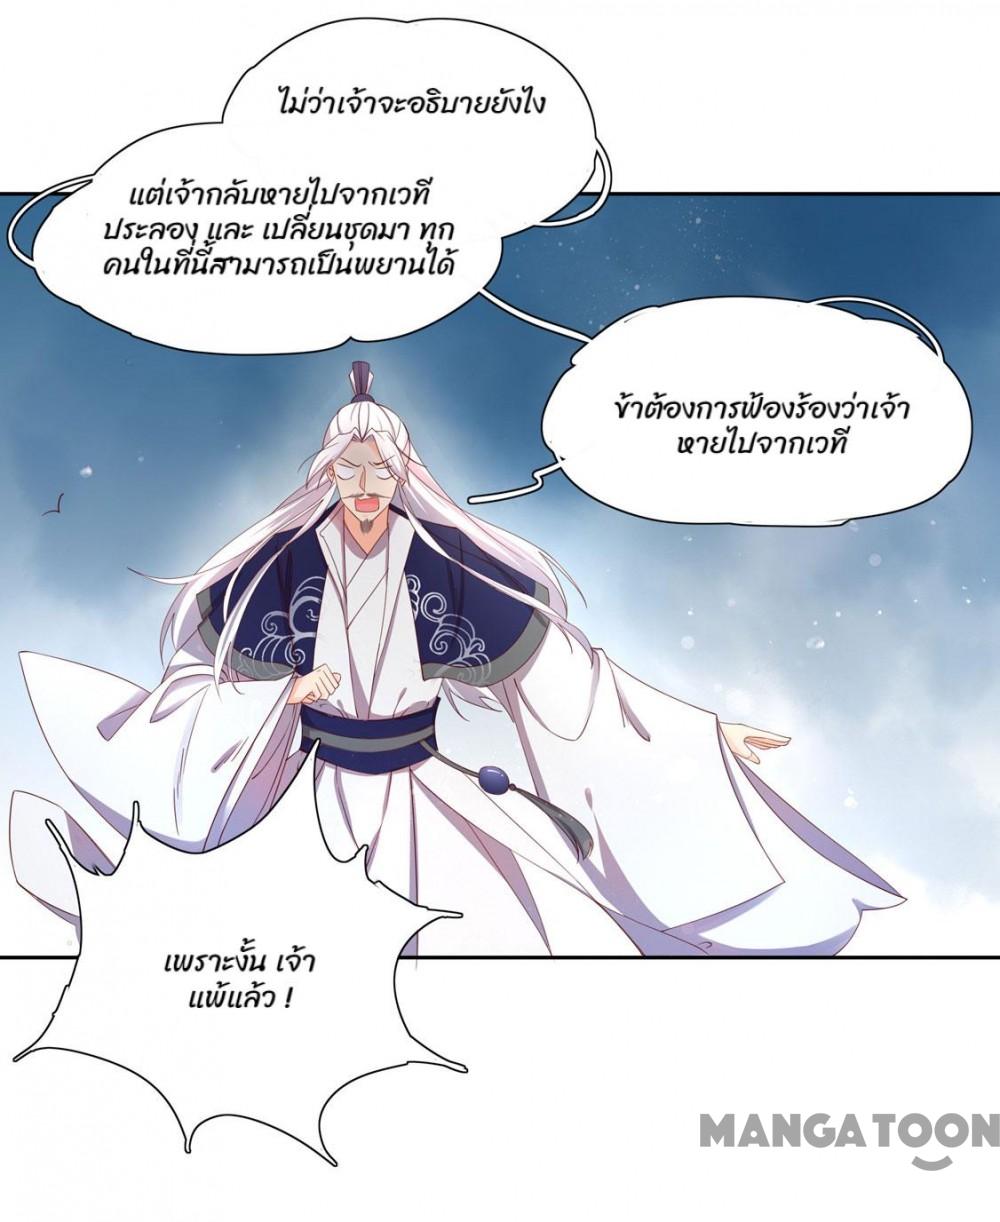 ไม่ว่าเจ้าจะอธิบายยังไง
แต่เจ้ากลับหายไปจากเวที
ประลอง และ เปลี่ยนชุดมา ทุก
คนในที่นี้สามารถเป็นพยานได้
ข้าต้องการฟ้องร้องว่าเจ้า
หายไปจากเวที
เพราะงั้น เจ้า
แพ้แล้ว !
MANGATOON